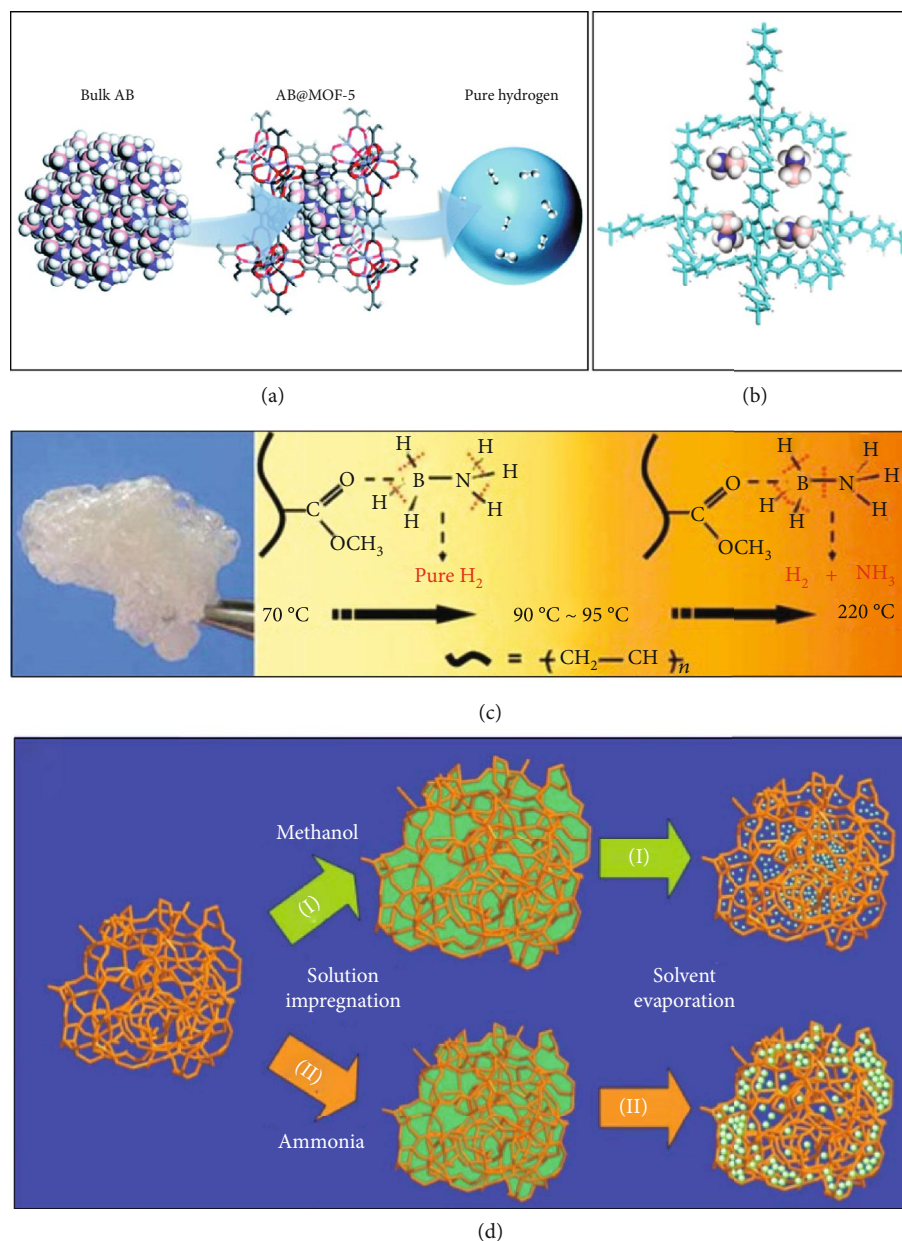 Bulk AB
AB@MOF-5
Pure hydrogen
(a)
(b)
H
O
H
B
N
H
H
C
H
H
OCH3
Pure H2
70 °C
90 °C ~ 95 °C
H
O
H
B
N
H
H
C
H
H
OCH3
H2 + NH3
220 °C
= ( CH2—CH )n
(c)
Methanol
(I)
(I)
Solution
impregnation
Solvent
evaporation
(II)
(II)
Ammonia
(d)